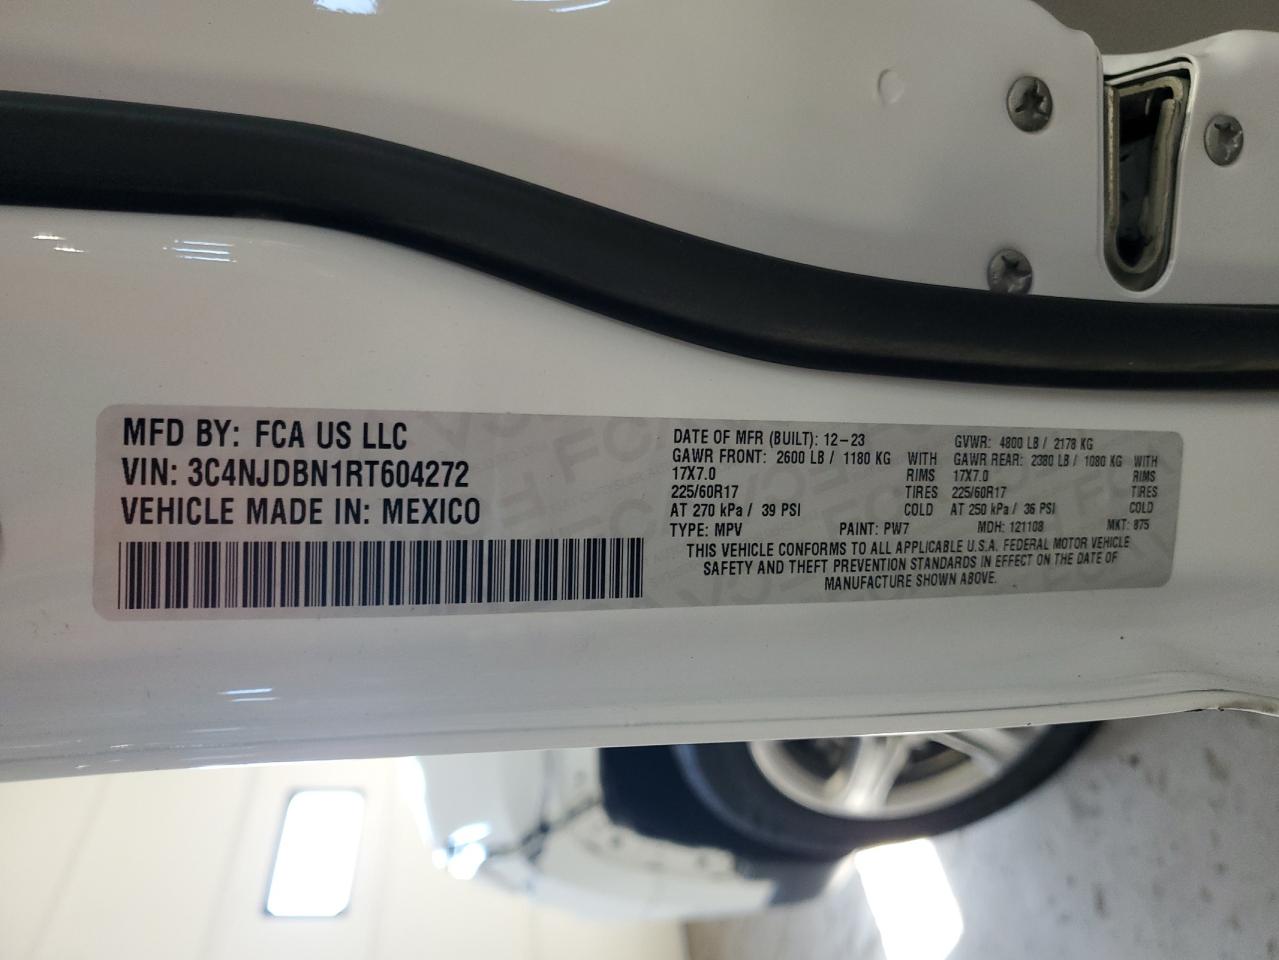 MFD BY: FCA US LLC
VIN: 3C4NJDBN1RT604272
VEHICLE MADE IN: MEXICO
DATE OF MFR (BUILT): 12-23 GVWR: 4800 LB / 2178 KG
GAWR FRONT: 2600 LB / 1180 KG WITH GAWR REAR: 2380 LB / 1080 KG WITH
17X7.0 RIMS 17X7.0 RIMS
225/60R17 TIRES 225/60R17 TIRES
AT 270 kPa / 39 PSI COLD AT 250 kPa / 36 PSI COLD
TYPE: MPV PAINT: PW7 MDH: 121108 MKT: 875
THIS VEHICLE CONFORMS TO ALL APPLICABLE U.S.A. FEDERAL MOTOR VEHICLE
SAFETY AND THEFT PREVENTION STANDARDS IN EFFECT ON THE DATE OF
MANUFACTURE SHOWN ABOVE.